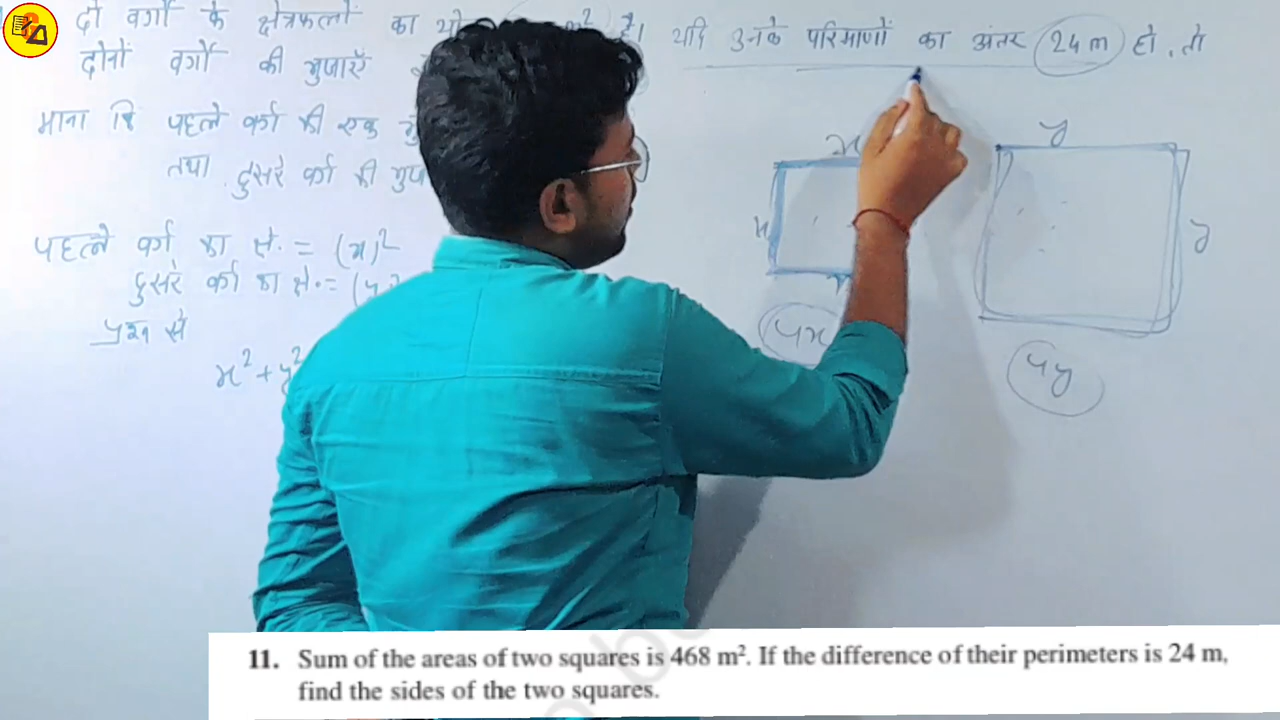 दो वर्गों के क्षेत्रफलों का यो m² है। यदि उनके परिमाणों का अंतर 24 m हो, तो
दोनों वर्गों की भुजाएँ
माना कि पहले वर्ग की एक
तथा दुसरे वर्ग की भुज
पहले वर्ग का क्षे. = (x)²
दुसरे वर्ग का क्षे. = (y)²
प्रश्न से
x² + y²
x
x
4x
y
y
4y
11. Sum of the areas of two squares is 468 m². If the difference of their perimeters is 24 m,
find the sides of the two squares.